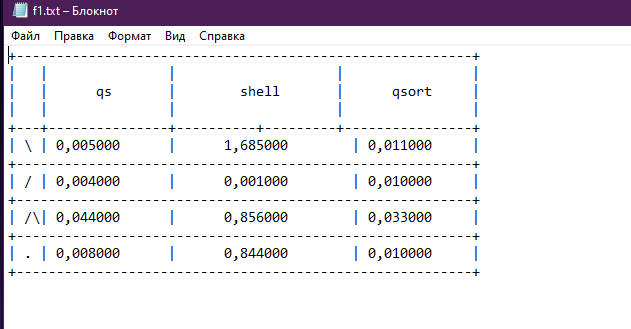 f1.txt – Блокнот
Файл Правка Формат Вид Справка
+---------------------------------------------------------+
|   |               |                    |                |
|   |      qs       |        shell       |      qsort     |
|   |               |                    |                |
+---+---------------+----------+---------+----------------+
| \ | 0,005000      |      1,685000        | 0,011000     |
+---------------------------------------------------------+
| / | 0,004000      |      0,001000        | 0,010000     |
+---------------------------------------------------------+
| /\| 0,044000      |      0,856000        | 0,033000     |
+---------------------------------------------------------+
| . | 0,008000      |      0,844000        | 0,010000     |
+---------------------------------------------------------+